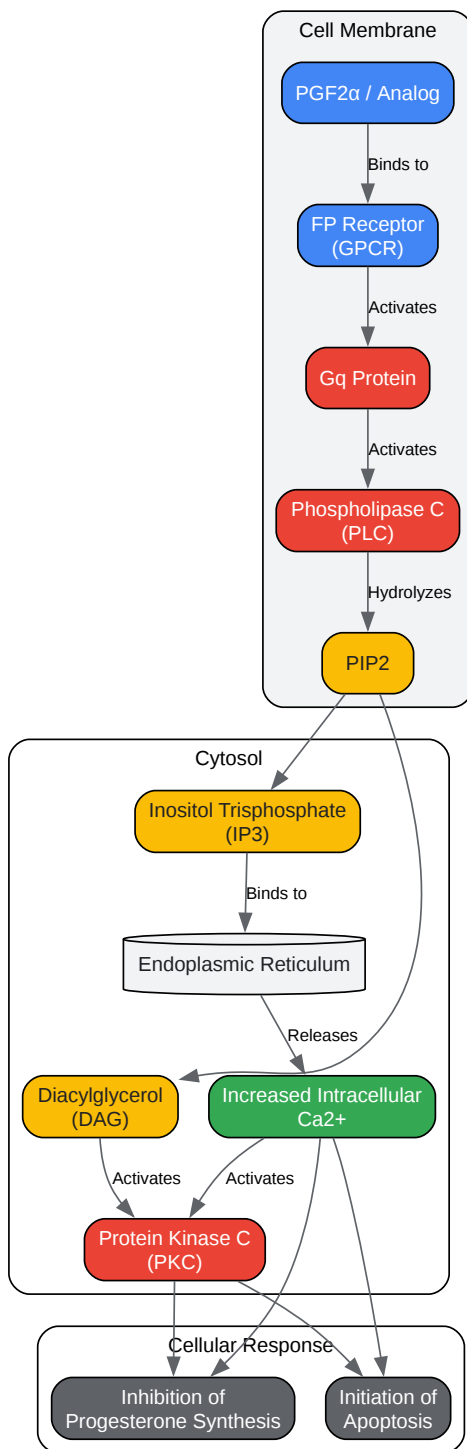 Cell Membrane
PGF2α / Analog
Binds to
FP Receptor
(GPCR)
Activates
Gq Protein
Activates
Phospholipase C
(PLC)
Hydrolyzes
PIP2
Cytosol
Inositol Trisphosphate
(IP3)
Binds to
Endoplasmic Reticulum
Releases
Diacylglycerol
(DAG)
Increased Intracellular
Ca2+
Activates
Activates
Protein Kinase C
(PKC)
Cellular Response
Inhibition of
Progesterone Synthesis
Initiation of
Apoptosis